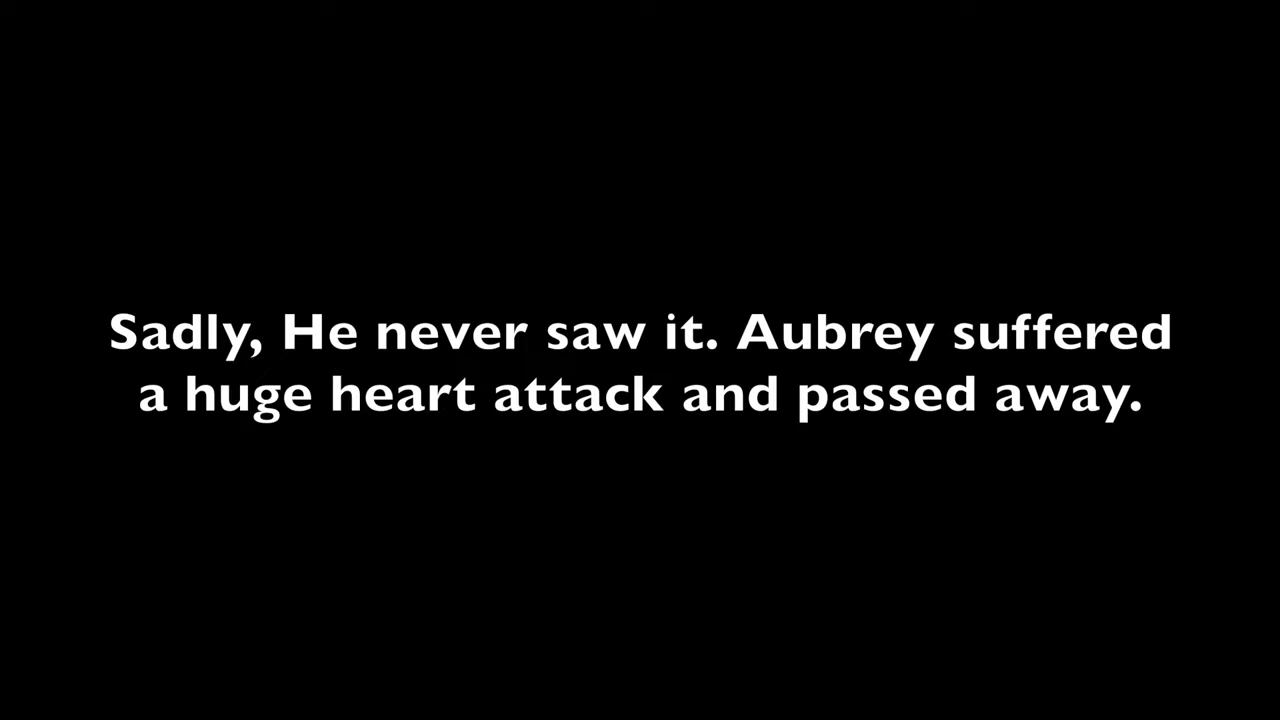 Sadly, He never saw it. Aubrey suffered
a huge heart attack and passed away.